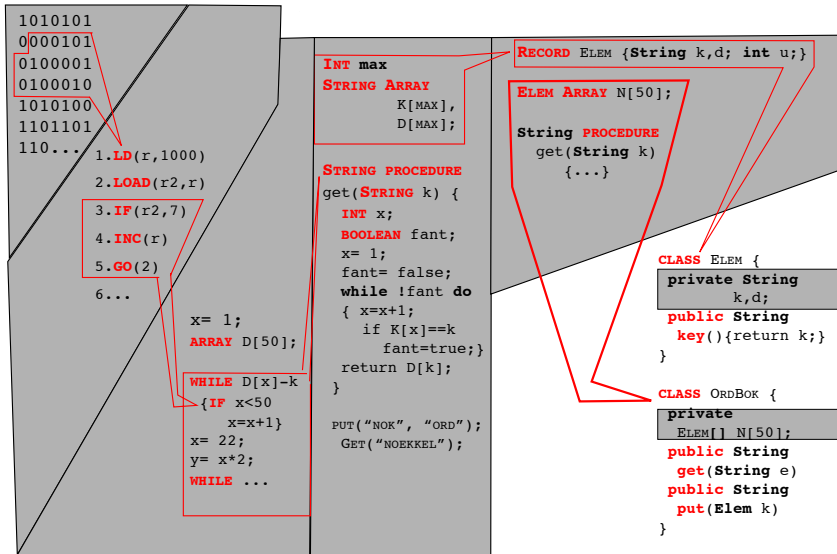 1010101
0000101
0100001
0100010
1010100
1101101
110...
1.LD(r,1000)
2.LOAD(r2,r)
3.IF(r2,7)
4.INC(r)
5.GO(2)
6...
x= 1;
ARRAY D[50];
WHILE D[x]-k
{IF x<50
x=x+1}
x= 22;
y= x*2;
WHILE ...
INT max
STRING ARRAY
K[MAX],
D[MAX];
STRING PROCEDURE
get(STRING k) {
INT x;
BOOLEAN fant;
x= 1;
fant= false;
while !fant do
{ x=x+1;
if K[x]==k
fant=true;}
return D[k];
}
PUT(“NOK”, “ORD”);
GET(“NOEKKEL”);
RECORD ELEM {String k,d; int u;}
ELEM ARRAY N[50];
String PROCEDURE
get(String k)
{...}
CLASS ELEM {
private String
k,d;
public String
key(){return k;}
}
CLASS ORDBOK {
private
ELEM[] N[50];
public String
get(String e)
public String
put(Elem k)
}